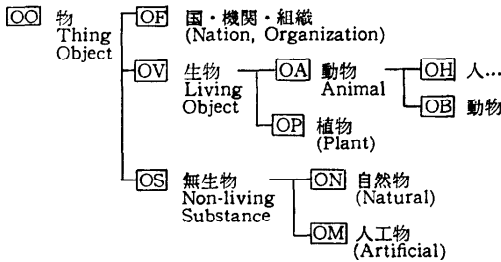 OO 物 Thing Object
OF 国・機関・組織 (Nation, Organization)
OV 生物 Living Object
OA 動物 Animal
OH 人...
OB 動物
OP 植物 (Plant)
OS 無生物 Non-living Substance
ON 自然物 (Natural)
OM 人工物 (Artificial)